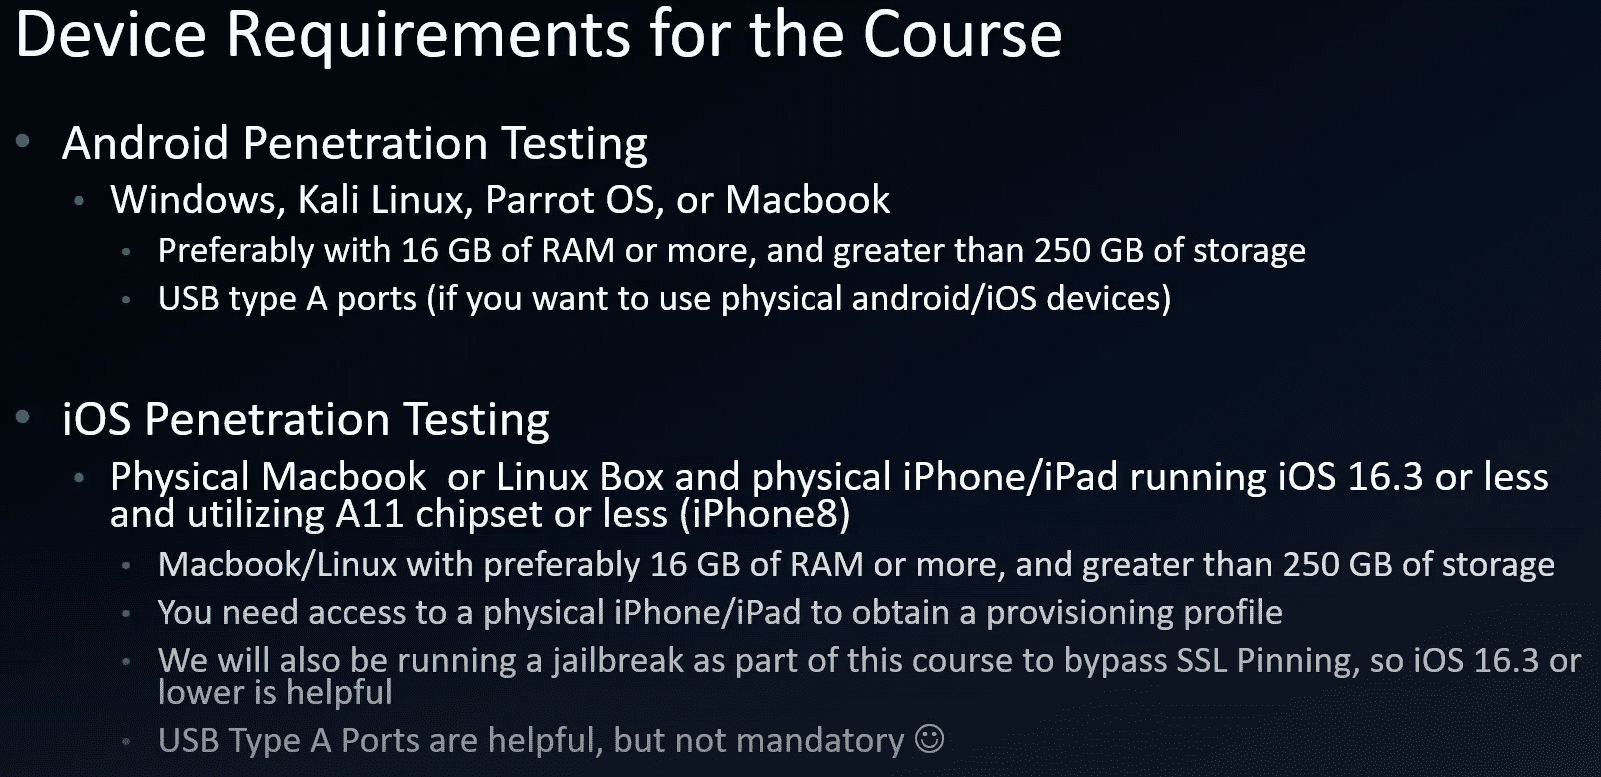 Device Requirements for the Course
• Android Penetration Testing
• Windows, Kali Linux, Parrot OS, or Macbook
• Preferably with 16 GB of RAM or more, and greater than 250 GB of storage
• USB type A ports (if you want to use physical android/iOS devices)
• iOS Penetration Testing
• Physical Macbook  or Linux Box and physical iPhone/iPad running iOS 16.3 or less
and utilizing A11 chipset or less (iPhone8)
• Macbook/Linux with preferably 16 GB of RAM or more, and greater than 250 GB of storage
• You need access to a physical iPhone/iPad to obtain a provisioning profile
• We will also be running a jailbreak as part of this course to bypass SSL Pinning, so iOS 16.3 or
lower is helpful
• USB Type A Ports are helpful, but not mandatory ☺